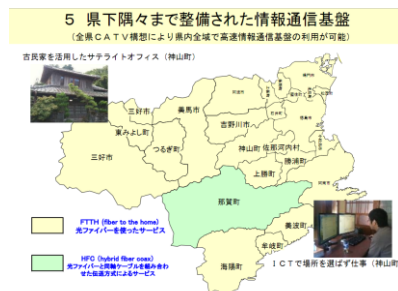 5 県下隅々まで整備された情報通信基盤
(全県CATV構想により県内全域で高速情報通信基盤の利用が可能)
古民家を活用したサテライトオフィス(神山町)
三好市
美馬市
東みよし町
つるぎ町
吉野川市
三好市
神山町
佐那河内村
勝浦町
上勝町
那賀町
美波町
牟岐町
海陽町
FTTH (fiber to the home)
光ファイバーを使ったサービス
HFC (hybrid fiber coax)
光ファイバーと同軸ケーブルを組み合わ
せた伝送方式によるサービス
ICTで場所を選ばず仕事(神山町